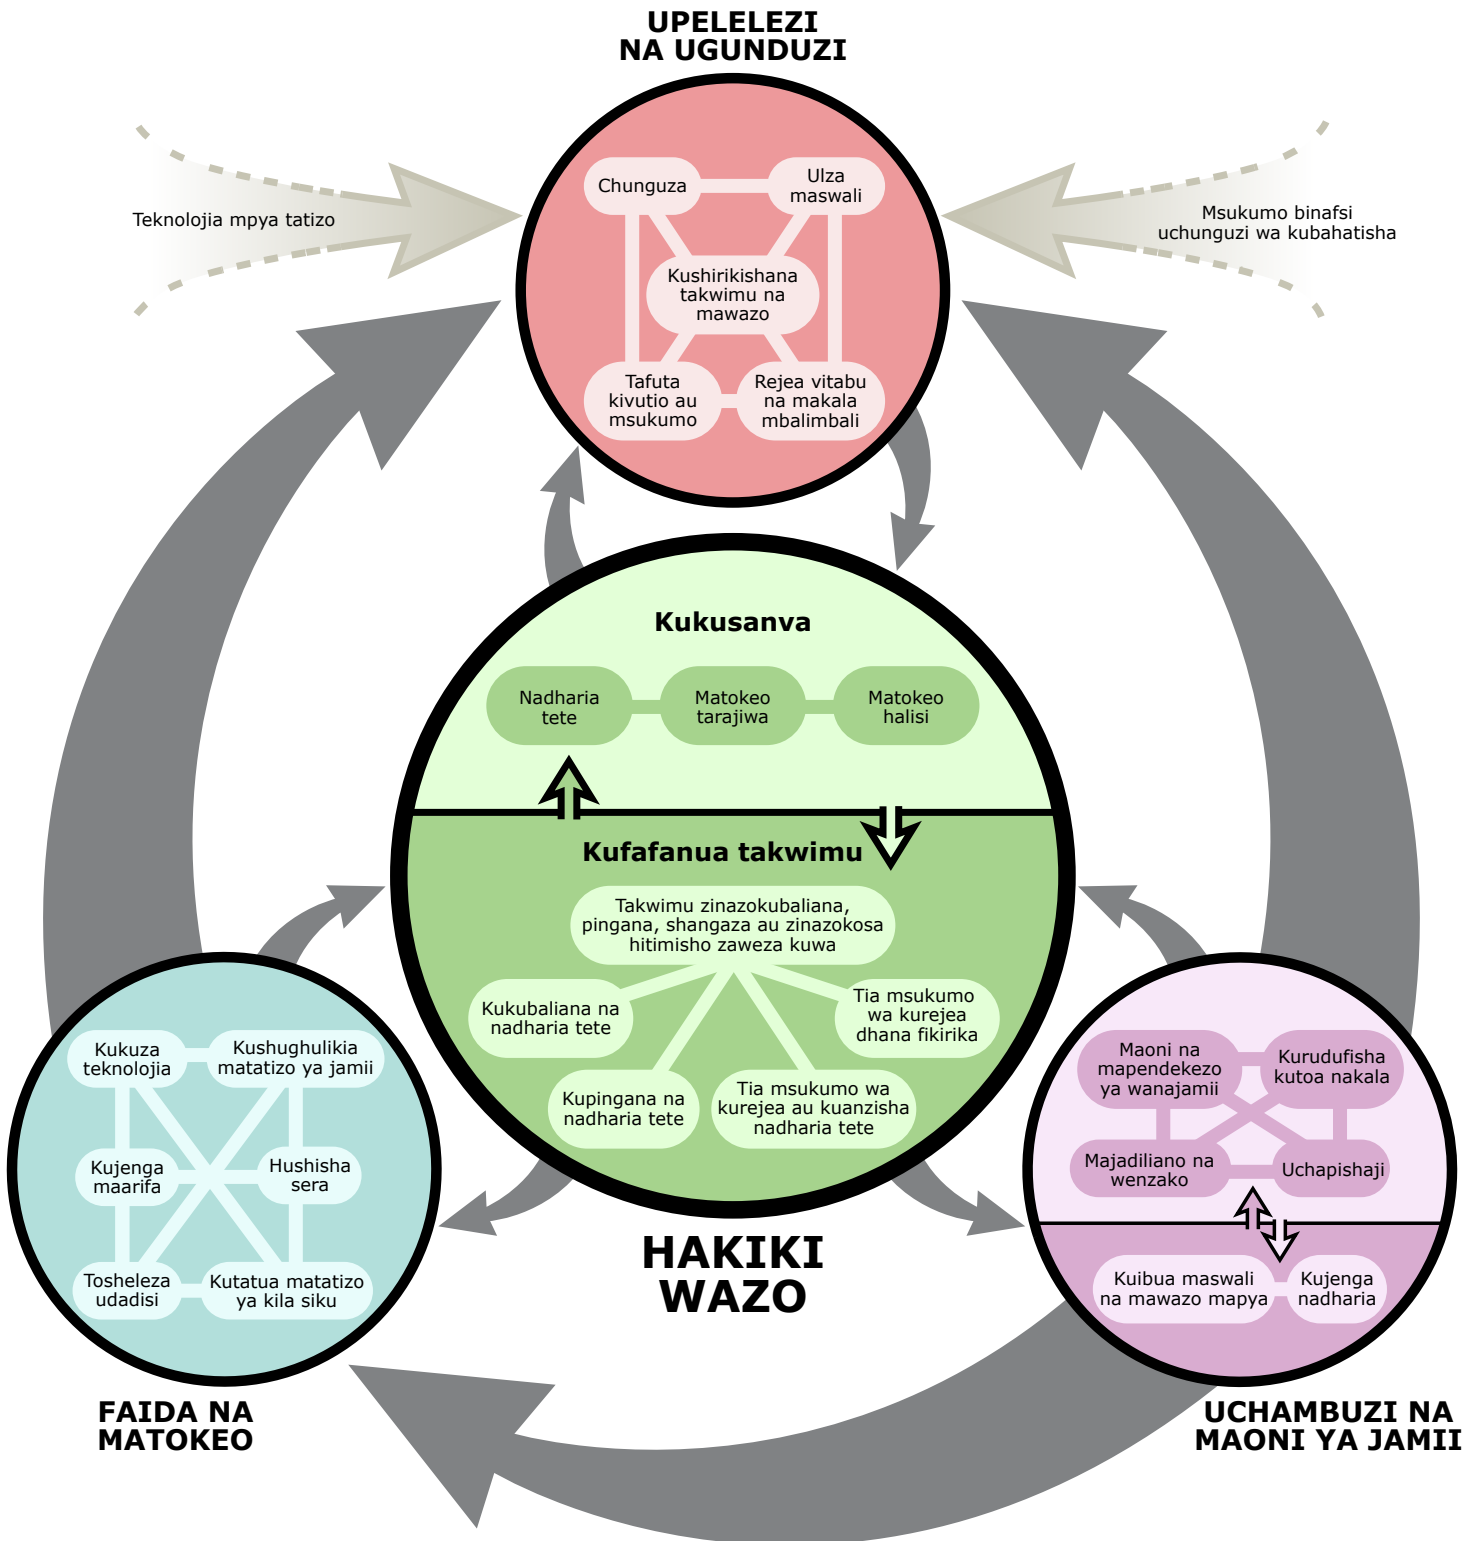 UPELELEZI
NA UGUNDUZI
Teknolojia mpya tatizo
Msukumo binafsi
uchunguzi wa kubahatisha
Chunguza
Ulza
maswali
Kushirikishana
takwimu na
mawazo
Tafuta
kivutio au
msukumo
Rejea vitabu
na makala
mbalimbali
Kukusanva
Nadharia
tete
Matokeo
tarajiwa
Matokeo
halisi
Kufafanua takwimu
Takwimu zinazokubaliana,
pingana, shangaza au zinazokosa
hitimisho zaweza kuwa
Kukubaliana na
nadharia tete
Tia msukumo
wa kurejea
dhana fikirika
Kupingana na
nadharia tete
Tia msukumo wa
kurejea au kuanzisha
nadharia tete
HAKIKI
WAZO
Kukuza
teknolojia
Kushughulikia
matatizo ya jamii
Kujenga
maarifa
Hushisha
sera
Tosheleza
udadisi
Kutatua matatizo
ya kila siku
FAIDA NA
MATOKEO
Maoni na
mapendekezo
ya wanajamii
Kurudufisha
kutoa nakala
Majadiliano na
wenzako
Uchapishaji
Kuibua maswali
na mawazo mapya
Kujenga
nadharia
UCHAMBUZI NA
MAONI YA JAMII